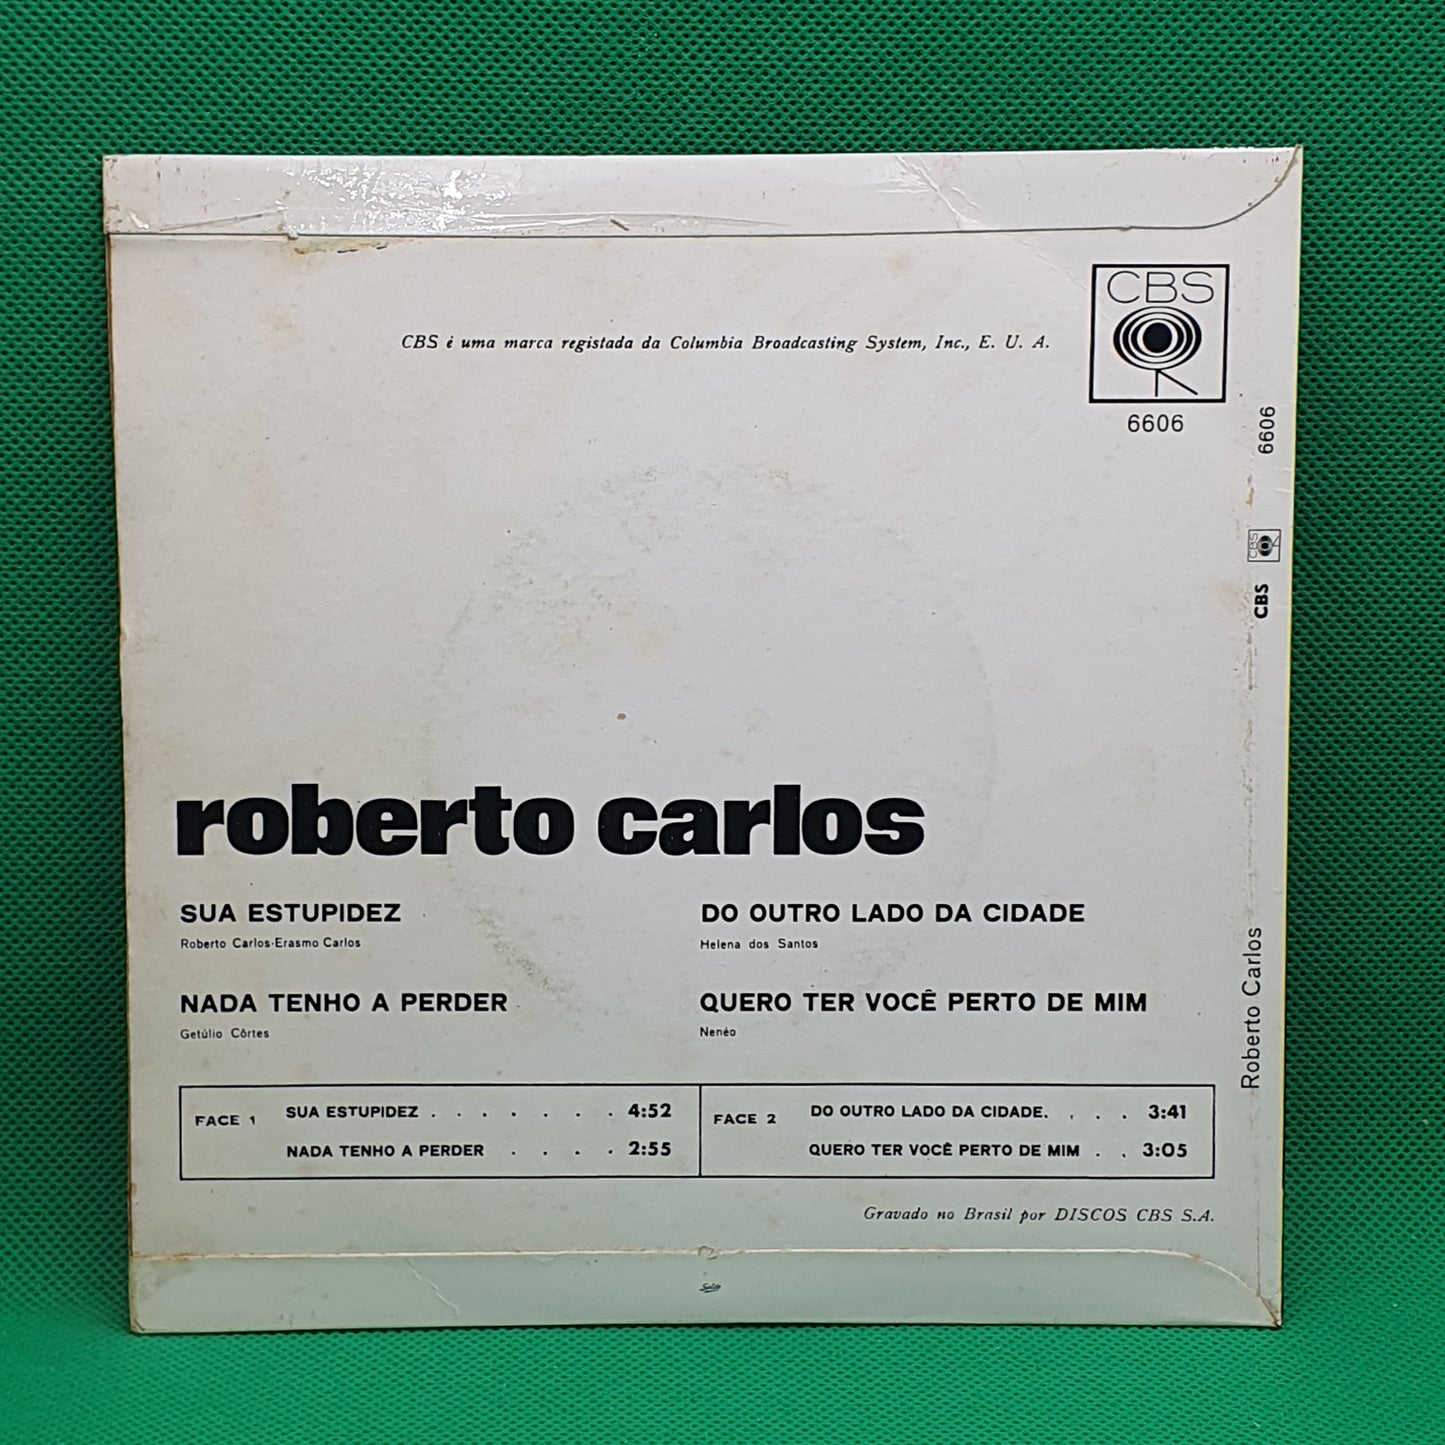 CBS
CBS é uma marca registada da Columbia Broadcasting System, Inc., E. U. A.
6606
6606
CBS
CBS
Roberto Carlos
roberto carlos
SUA ESTUPIDEZ
Roberto Carlos-Erasmo Carlos
DO OUTRO LADO DA CIDADE
Helena dos Santos
NADA TENHO A PERDER
Getúlio Côrtes
QUERO TER VOCÊ PERTO DE MIM
Nenéo
FACE 1
SUA ESTUPIDEZ . . . . . . . 4:52
NADA TENHO A PERDER . . . . 2:55
FACE 2
DO OUTRO LADO DA CIDADE. . . . 3:41
QUERO TER VOCÊ PERTO DE MIM . . 3:05
Gravado no Brasil por DISCOS CBS S.A.